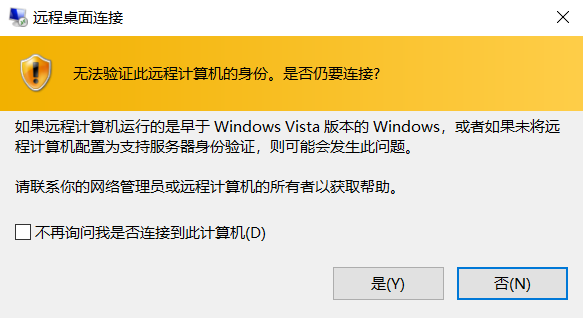 远程桌面连接
无法验证此远程计算机的身份。是否仍要连接?
如果远程计算机运行的是早于 Windows Vista 版本的 Windows，或者如果未将远
程计算机配置为支持服务器身份验证，则可能会发生此问题。
请联系你的网络管理员或远程计算机的所有者以获取帮助。
不再询问我是否连接到此计算机(D)
是(Y)
否(N)